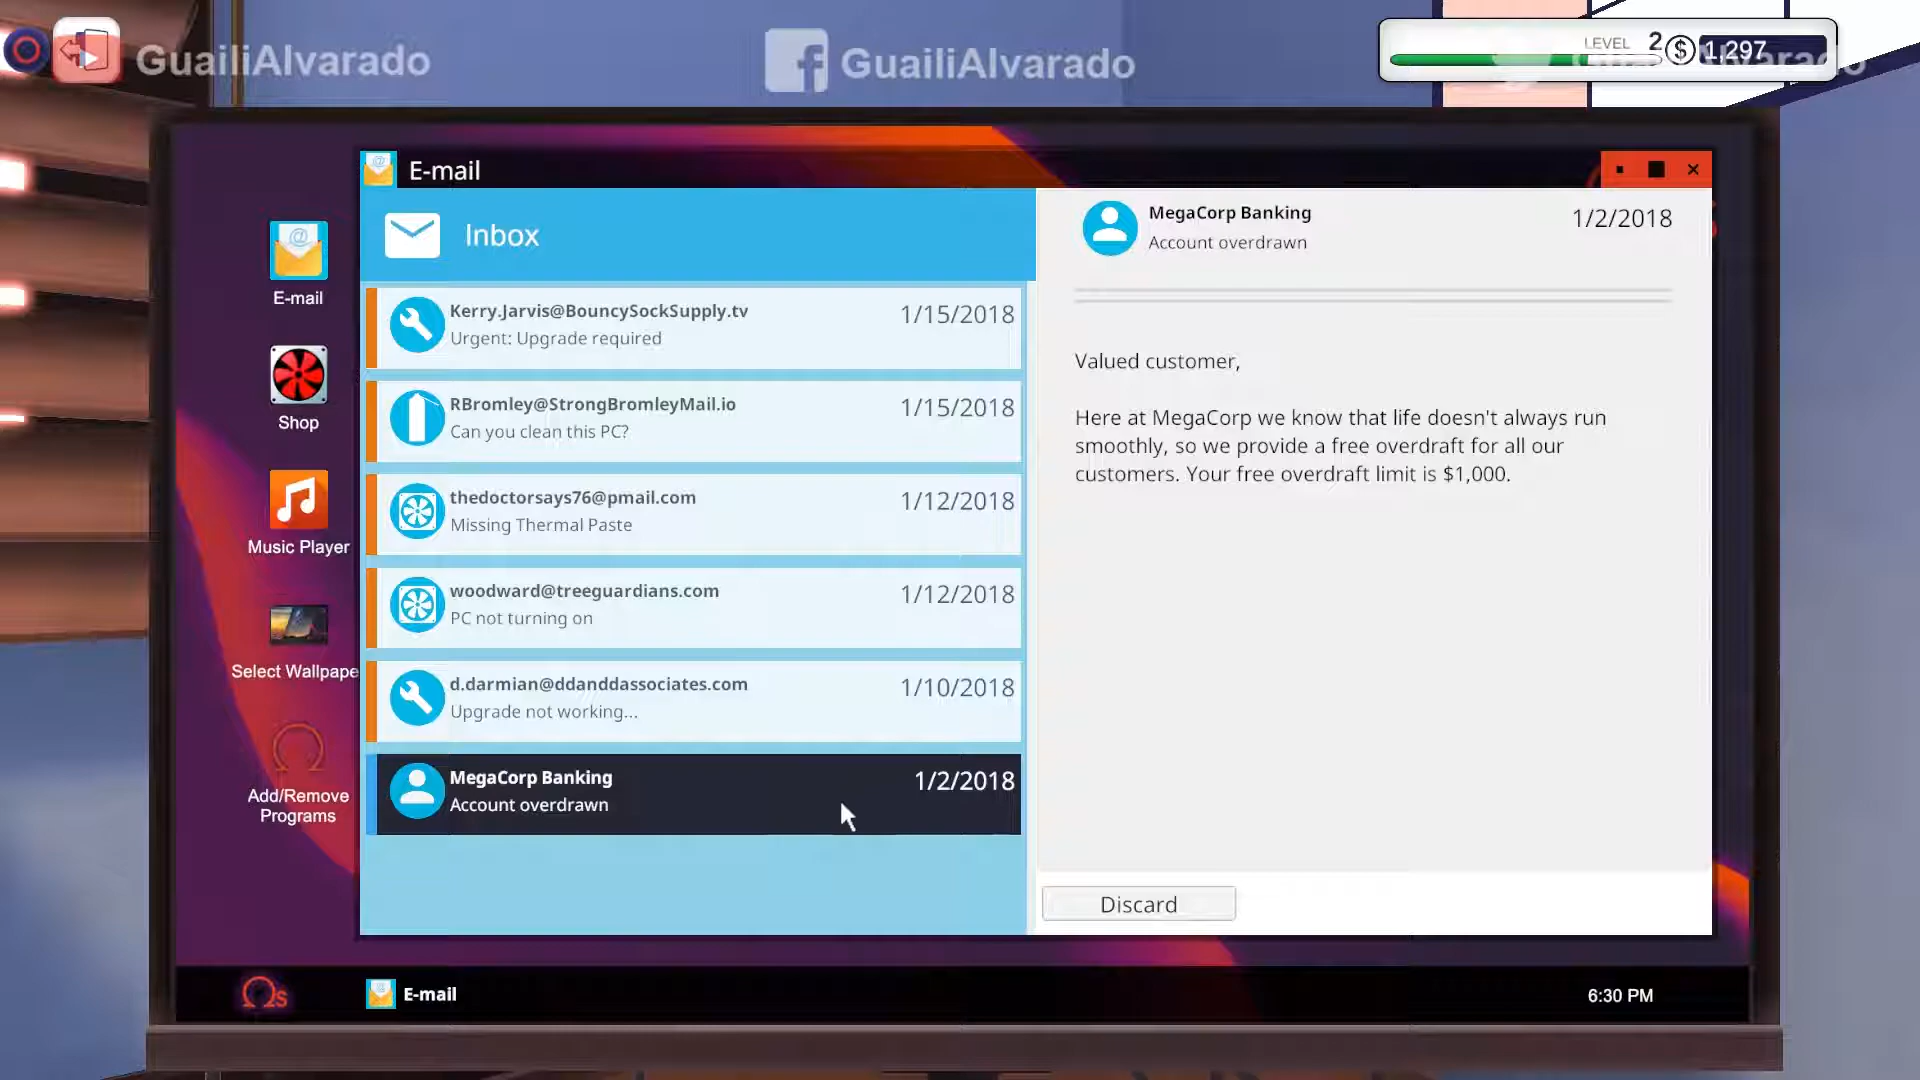 GuailiAlvarado
GuailiAlvarado
LEVEL 2
$ 1,297
E-mail
Inbox
Kerry.Jarvis@BouncySockSupply.tv
1/15/2018
Urgent: Upgrade required
RBromley@StrongBromleyMail.io
1/15/2018
Can you clean this PC?
thedoctorsays76@pmail.com
1/12/2018
Missing Thermal Paste
woodward@treeguardians.com
1/12/2018
PC not turning on
d.darmian@ddanddassociates.com
1/10/2018
Upgrade not working...
MegaCorp Banking
1/2/2018
Account overdrawn
MegaCorp Banking
1/2/2018
Account overdrawn
Valued customer,
Here at MegaCorp we know that life doesn't always run
smoothly, so we provide a free overdraft for all our
customers. Your free overdraft limit is $1,000.
Discard
E-mail
Shop
Music Player
Select Wallpape
Add/Remove
Programs
Ωs
E-mail
6:30 PM